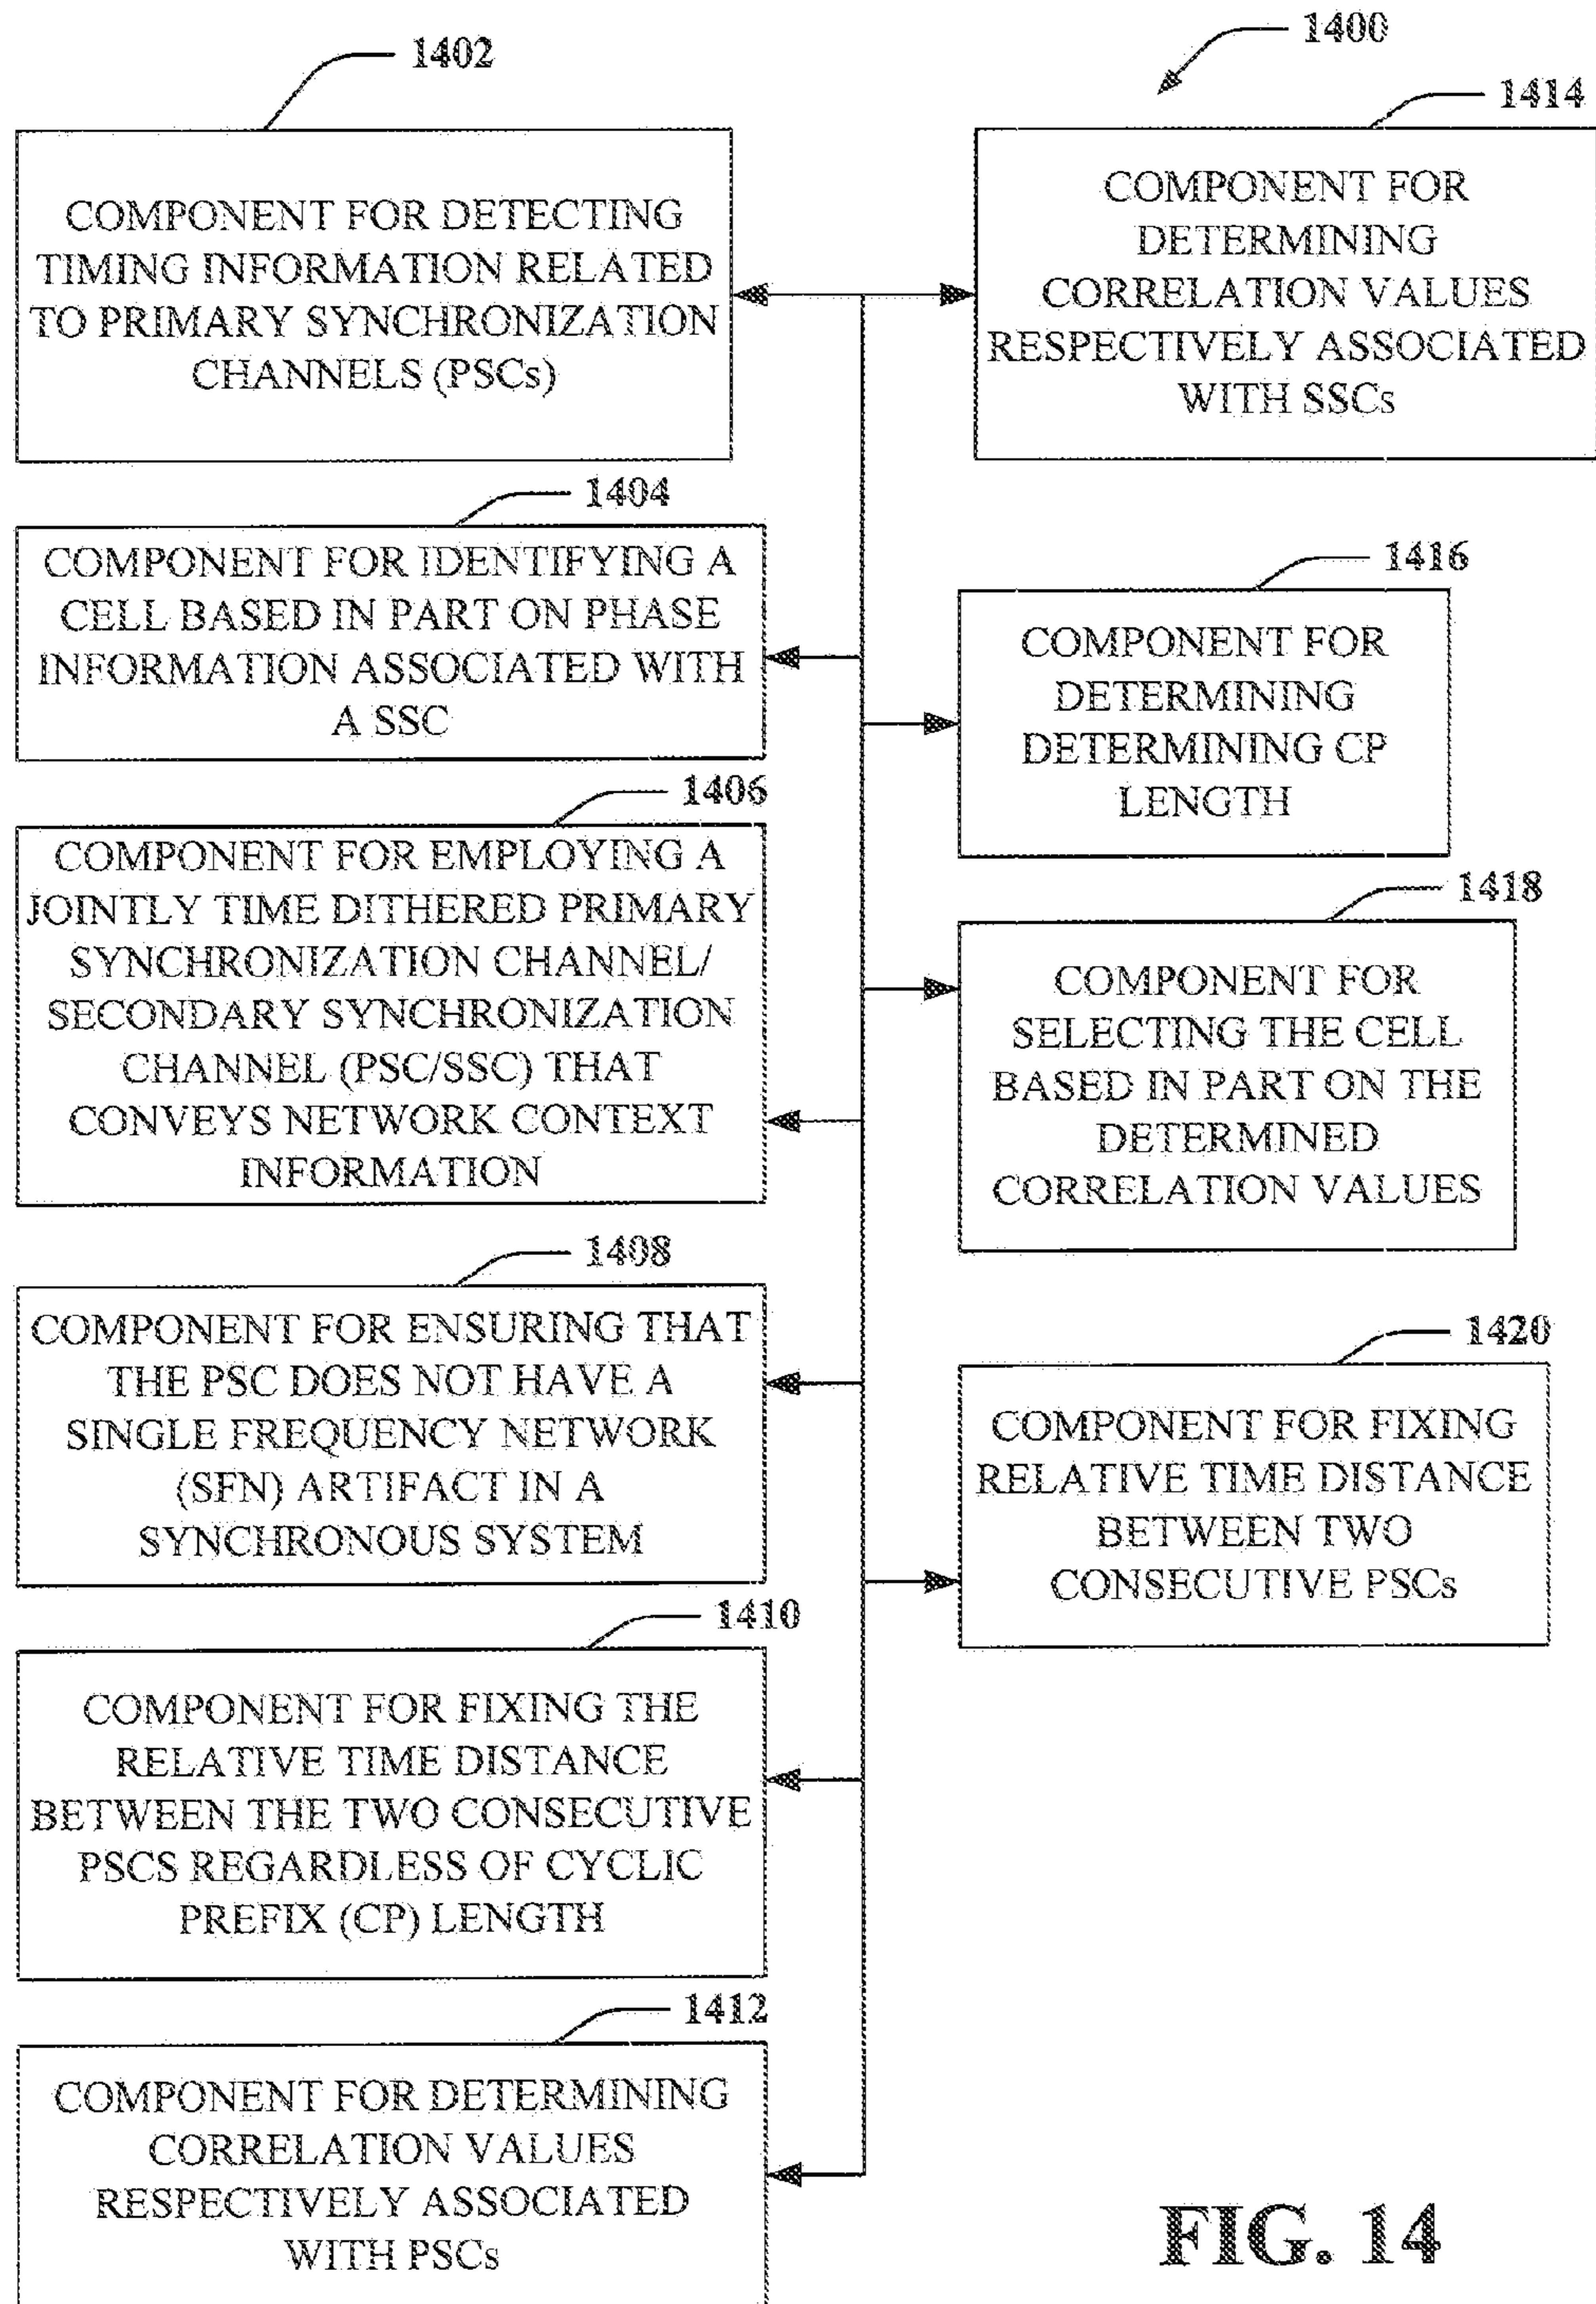 1400
1402
COMPONENT FOR DETECTING
TIMING INFORMATION RELATED
TO PRIMARY SYNCHRONIZATION
CHANNELS (PSCs)
1404
COMPONENT FOR IDENTIFYING A
CELL BASED IN PART ON PHASE
INFORMATION ASSOCIATED WITH
A SSC
1406
COMPONENT FOR EMPLOYING A
JOINTLY TIME DITHERED PRIMARY
SYNCHRONIZATION CHANNEL/
SECONDARY SYNCHRONIZATION
CHANNEL (PSC/SSC) THAT
CONVEYS NETWORK CONTEXT
INFORMATION
1408
COMPONENT FOR ENSURING THAT
THE PSC DOES NOT HAVE A
SINGLE FREQUENCY NETWORK
(SFN) ARTIFACT IN A
SYNCHRONOUS SYSTEM
1410
COMPONENT FOR FIXING THE
RELATIVE TIME DISTANCE
BETWEEN THE TWO CONSECUTIVE
PSCS REGARDLESS OF CYCLIC
PREFIX (CP) LENGTH
1412
COMPONENT FOR DETERMINING
CORRELATION VALUES
RESPECTIVELY ASSOCIATED
WITH PSCs
1414
COMPONENT FOR
DETERMINING
CORRELATION VALUES
RESPECTIVELY ASSOCIATED
WITH SSCs
1416
COMPONENT FOR
DETERMINING
DETERMINING CP
LENGTH
1418
COMPONENT FOR
SELECTING THE CELL
BASED IN PART ON THE
DETERMINED
CORRELATION VALUES
1420
COMPONENT FOR FIXING
RELATIVE TIME DISTANCE
BETWEEN TWO
CONSECUTIVE PSCs
FIG. 14